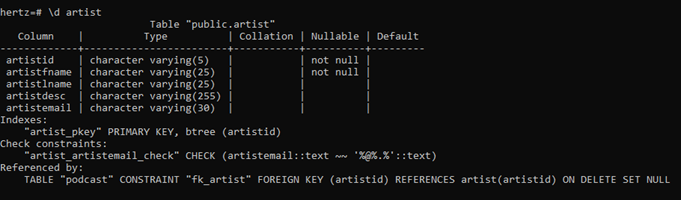 hertz=# \d artist
                        Table "public.artist"
   Column    |          Type          | Collation | Nullable | Default
-------------+------------------------+-----------+----------+---------
 artistid    | character varying(5)   |           | not null |
 artistfname | character varying(25)  |           | not null |
 artistlname | character varying(25)  |           |          |
 artistdesc  | character varying(255) |           |          |
 artistemail | character varying(30)  |           |          |
Indexes:
    "artist_pkey" PRIMARY KEY, btree (artistid)
Check constraints:
    "artist_artistemail_check" CHECK (artistemail::text ~~ '%@%.%'::text)
Referenced by:
    TABLE "podcast" CONSTRAINT "fk_artist" FOREIGN KEY (artistid) REFERENCES artist(artistid) ON DELETE SET NULL